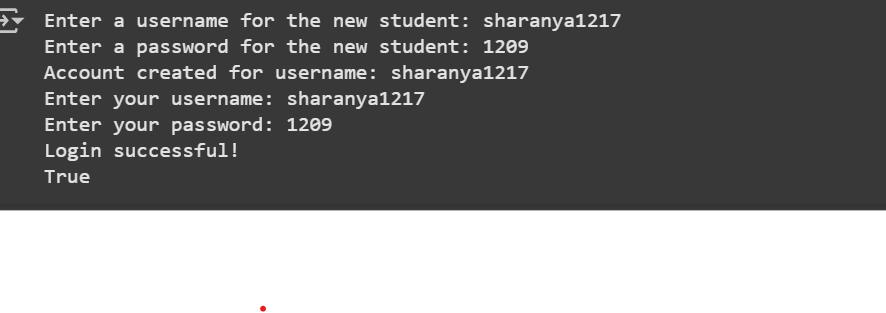 Enter a username for the new student: sharanya1217
Enter a password for the new student: 1209
Account created for username: sharanya1217
Enter your username: sharanya1217
Enter your password: 1209
Login successful!
True